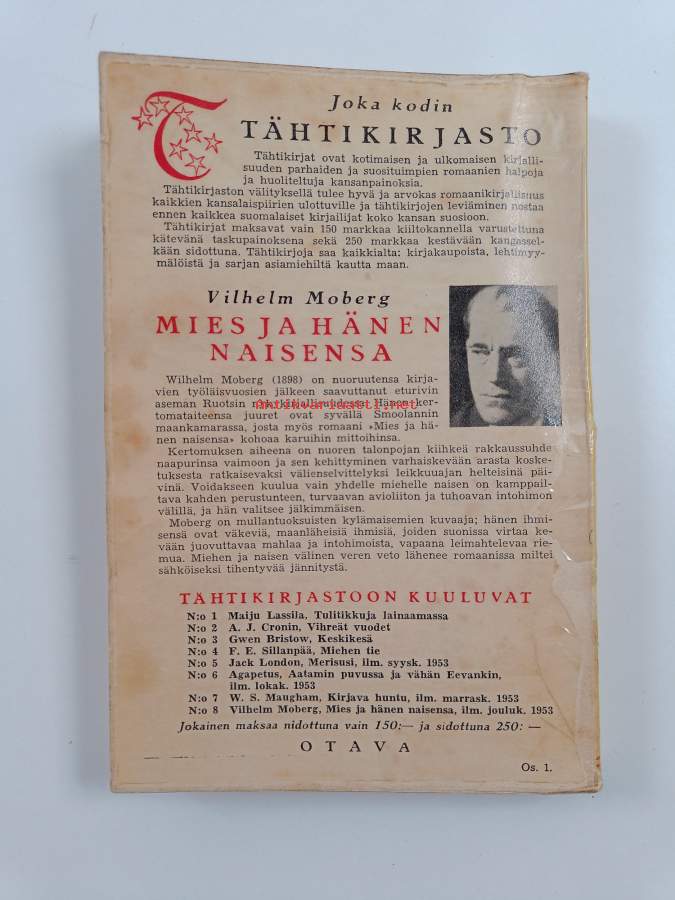 Joka kodin
TÄHTIKIRJASTO
Tähtikirjat ovat kotimaisen ja ulkomaisen kirjalli-
suuden parhaiden ja suosituimpien romaanien halpoja
ja huoliteltuja kansanpainoksia.
Tähtikirjaston välityksellä tulee hyvä ja arvokas romaanikirjallisuus
kaikkien kansalaispiirien ulottuville ja tähtikirjojen leviäminen nostaa
ennen kaikkea suomalaiset kirjailijat koko kansan suosioon.
Tähtikirjat maksavat vain 150 markkaa kiiltokannella varustettuna
kätevänä taskupainoksena sekä 250 markkaa kestävään kangassel-
kään sidottuna. Tähtikirjoja saa kaikkialta: kirjakaupoista, lehtimyy-
mälöistä ja sarjan asiamiehiltä kautta maan.
Vilhelm Moberg
MIES JA HÄNEN
NAISENSA
Wilhelm Moberg (1898) on nuoruutensa kirja-
vien työläisvuosien jälkeen saavuttanut eturivin
aseman Ruotsin nykykirjallisuudessa. Hänen ker-
Antikvariaatti.net
tomataiteensa juuret ovat syvällä Smoolannin
maankamarassa, josta myös romaani »Mies ja hä-
nen naisensa» kohoaa karuihin mittoihinsa.
Kertomuksen aiheena on nuoren talonpojan kiihkeä rakkaussuhde
naapurinsa vaimoon ja sen kehittyminen varhaiskevään arasta koske-
tuksesta ratkaisevaksi välienselvittelyksi leikkuuajan helteisinä päi-
vinä. Voidakseen kuulua vain yhdelle miehelle naisen on kamppail-
tava kahden perustunteen, turvaavan avioliiton ja tuhoavan intohimon
välillä, ja hän valitsee jälkimmäisen.
Moberg on mullantuoksuisten kylämaisemien kuvaaja; hänen ihmi-
sensä ovat väkeviä, maanläheisiä ihmisiä, joiden suonissa virtaa ke-
vään juovuttavaa mahlaa ja intohimoista, vapaana leimahtelevaa rie-
mua. Miehen ja naisen välinen veren veto lähenee romaanissa miltei
sähköiseksi tihentyvää jännitystä.
TÄHTIKIRJASTOON KUULUVAT
N:o 1 Maiju Lassila, Tulitikkuja lainaamassa
N:o 2 A. J. Cronin, Vihreät vuodet
N:o 3 Gwen Bristow, Keskikesä
N:o 4 F. E. Sillanpää, Miehen tie
N:o 5 Jack London, Merisusi, ilm. syysk. 1953
N:o 6 Agapetus, Aatamin puvussa ja vähän Eevankin,
ilm. lokak. 1953
N:o 7 W. S. Maugham, Kirjava huntu, ilm. marrask. 1953
N:o 8 Vilhelm Moberg, Mies ja hänen naisensa, ilm. jouluk. 1953
Jokainen maksaa nidottuna vain 150:— ja sidottuna 250:—
OTAVA
Os. 1.